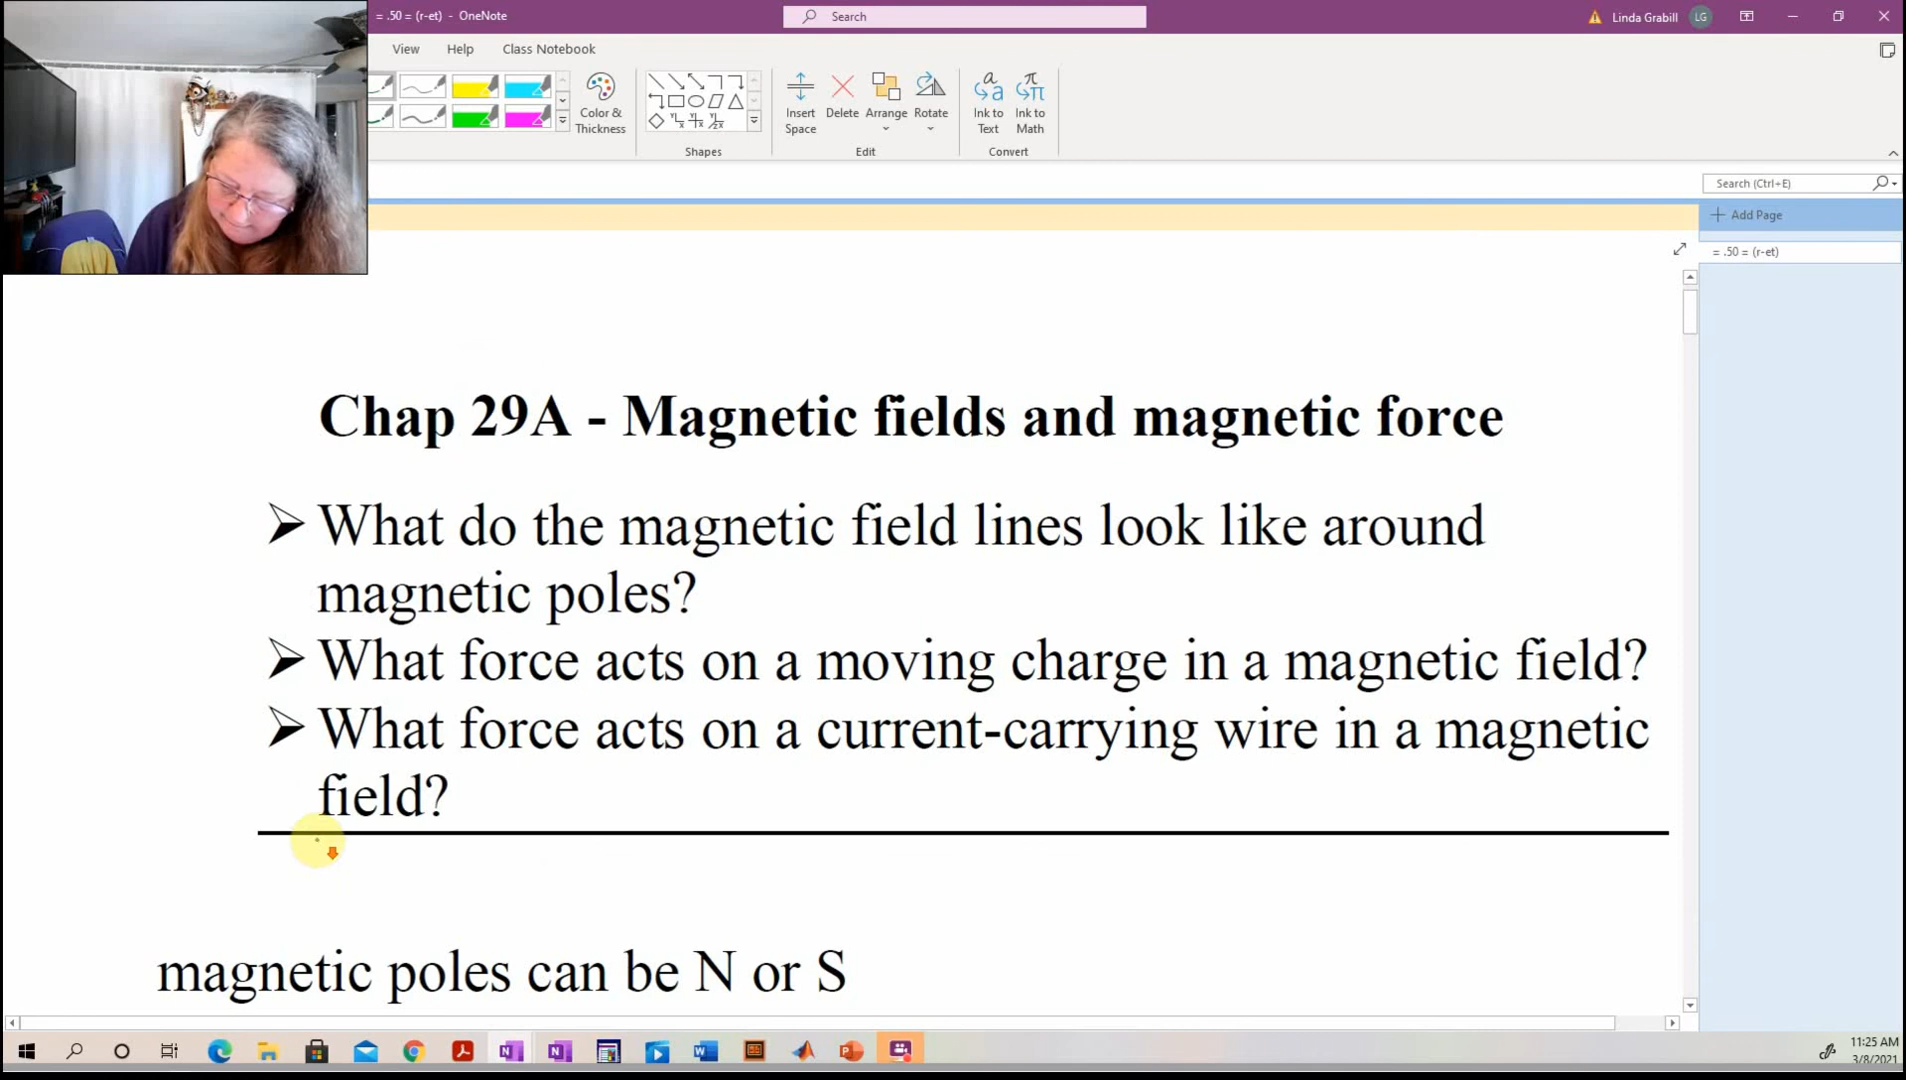 = .50 = (r-et) - OneNote
Search
Linda Grabill
LG
View Help Class Notebook
Color & Thickness
Insert Space
Delete
Arrange
Rotate
Ink to Text
Ink to Math
Shapes
Edit
Convert
Search (Ctrl+E)
Add Page
= .50 = (r-et)
Chap 29A - Magnetic fields and magnetic force
➢ What do the magnetic field lines look like around
magnetic poles?
➢ What force acts on a moving charge in a magnetic field?
➢ What force acts on a current-carrying wire in a magnetic
field?
magnetic poles can be N or S
11:25 AM
3/8/2021